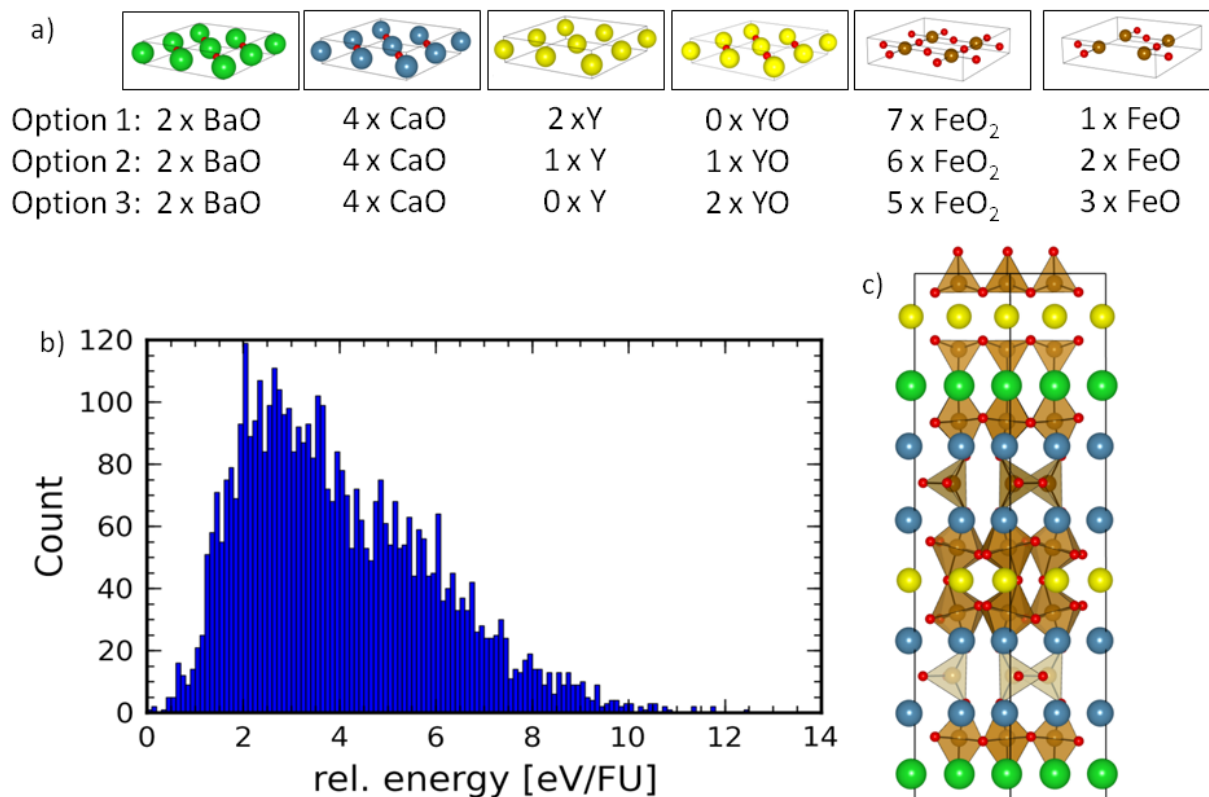 a)
Option 1: 2 x BaO 4 x CaO 2 xY 0 x YO 7 x FeO₂ 1 x FeO
Option 2: 2 x BaO 4 x CaO 1 x Y 1 x YO 6 x FeO₂ 2 x FeO
Option 3: 2 x BaO 4 x CaO 0 x Y 2 x YO 5 x FeO₂ 3 x FeO
c)
b)
120
100
80
60
40
20
0
Count
0 2 4 6 8 10 12 14
rel. energy [eV/FU]